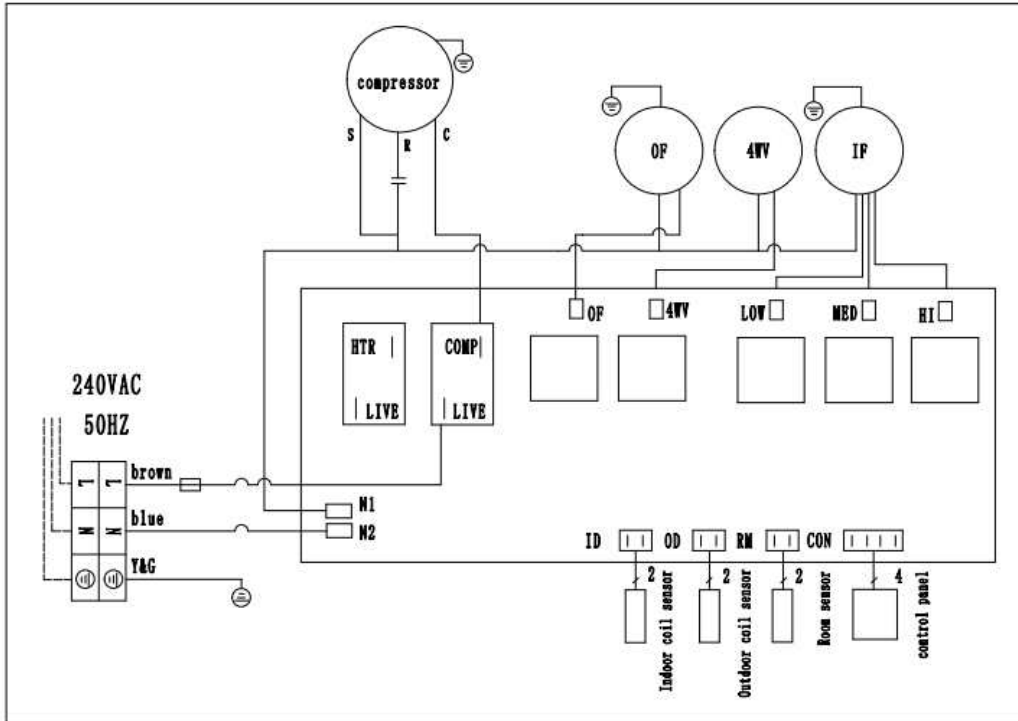 compressor
S
R
C
OF
4WV
IF
OF
4WV
LOW
MED
HI
HTR
COMP
LIVE
LIVE
240VAC
50HZ
brown
L
L
blue
N
N
Y&G
N1
N2
ID
OD
RM
CON
2
2
2
4
Indoor coil sensor
Outdoor coil sensor
Room sensor
control panel